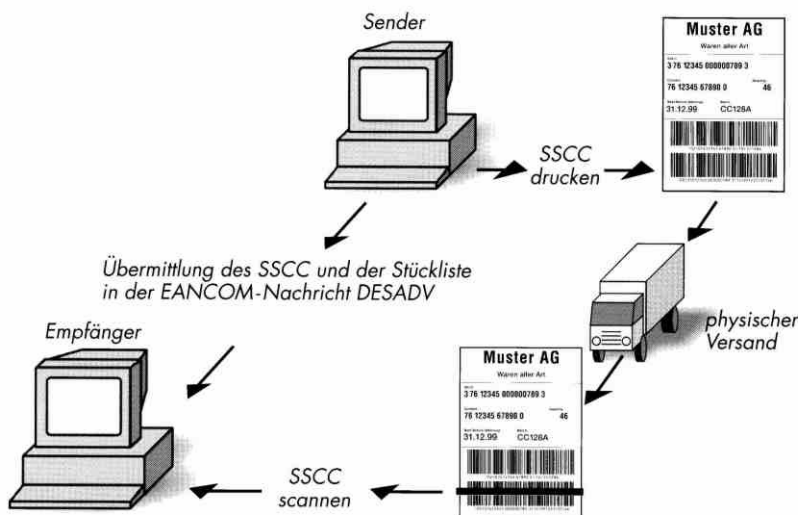 Sender
Muster AG
Waren aller Art
3 76 12345 000000789 3
76 12345 67890 0 46
31.12.99 CC128A
SSCC
drucken
Übermittlung des SSCC und der Stückliste
in der EANCOM-Nachricht DESADV
physischer
Versand
Empfänger
Muster AG
Waren aller Art
3 76 12345 000000789 3
76 12345 67890 0 46
31.12.99 CC128A
SSCC
scannen